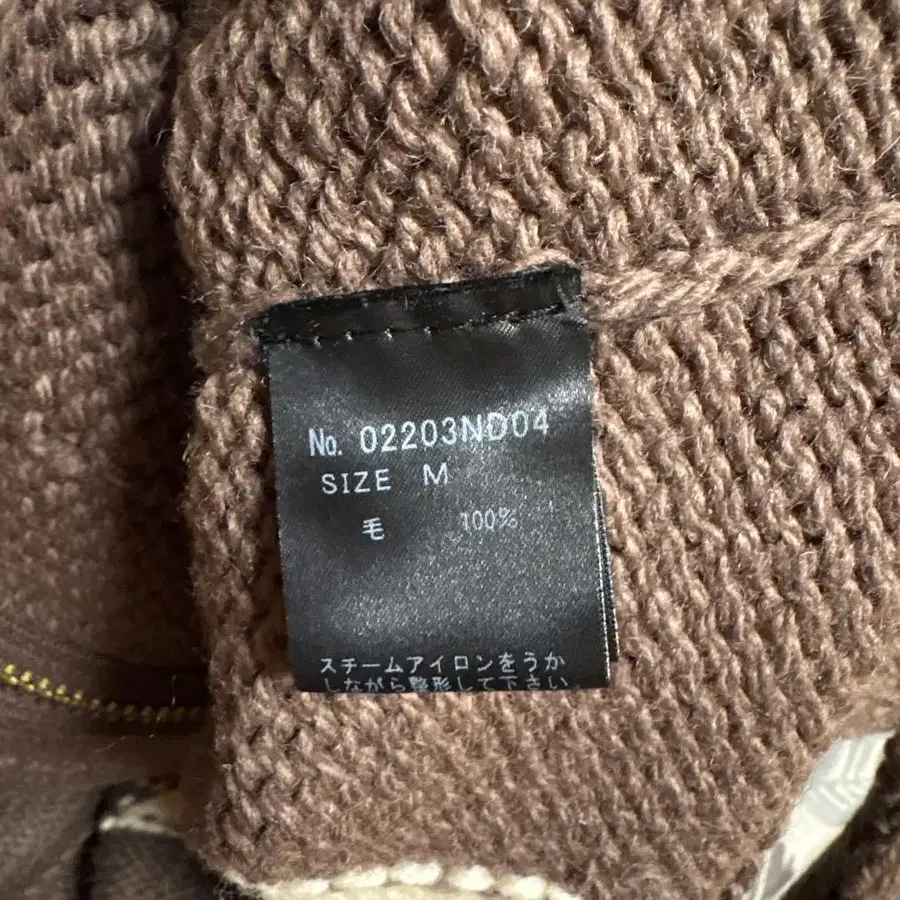 No. 02203ND04
SIZE M
毛 100%
スチームアイロンをうか
しながら整形して下さい。